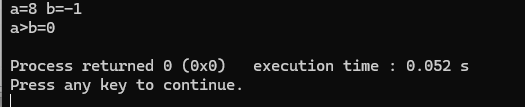 a=8 b=-1
a>b=0
Process returned 0 (0x0)   execution time : 0.052 s
Press any key to continue.